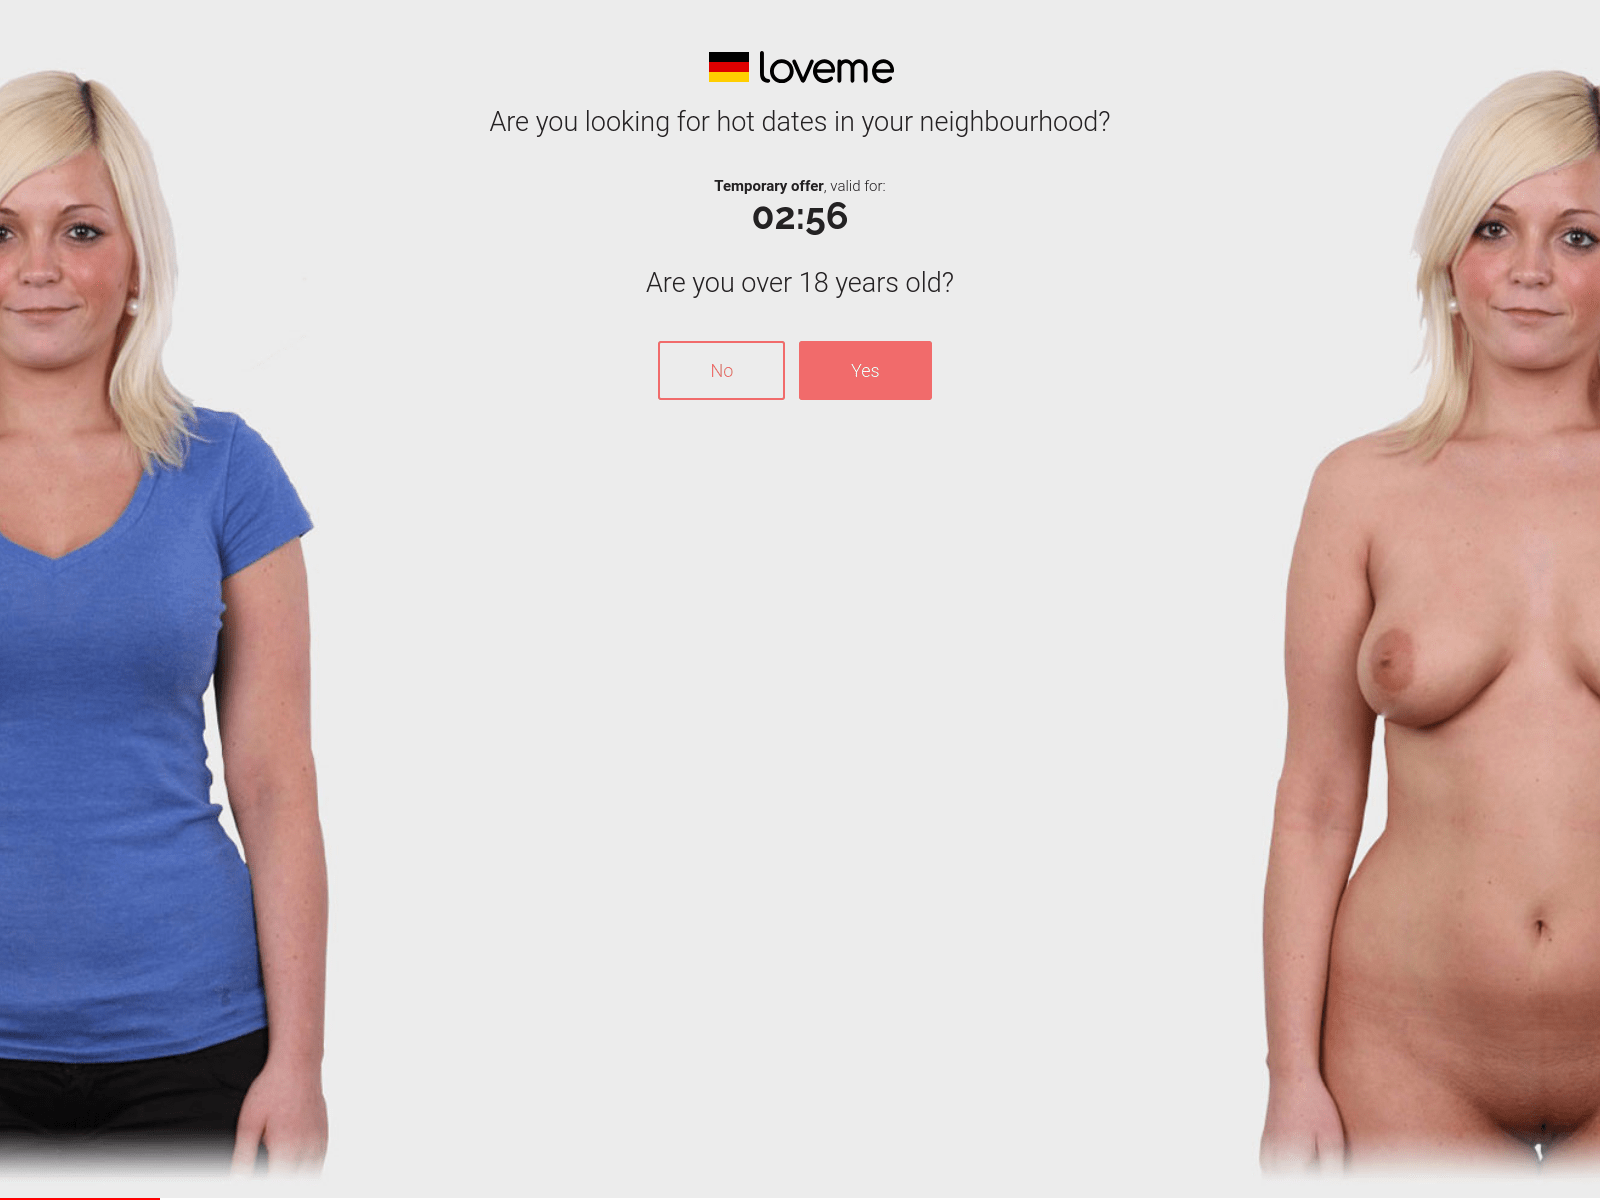 loveme
Are you looking for hot dates in your neighbourhood?
Temporary offer, valid for:
02:56
Are you over 18 years old?
No
Yes